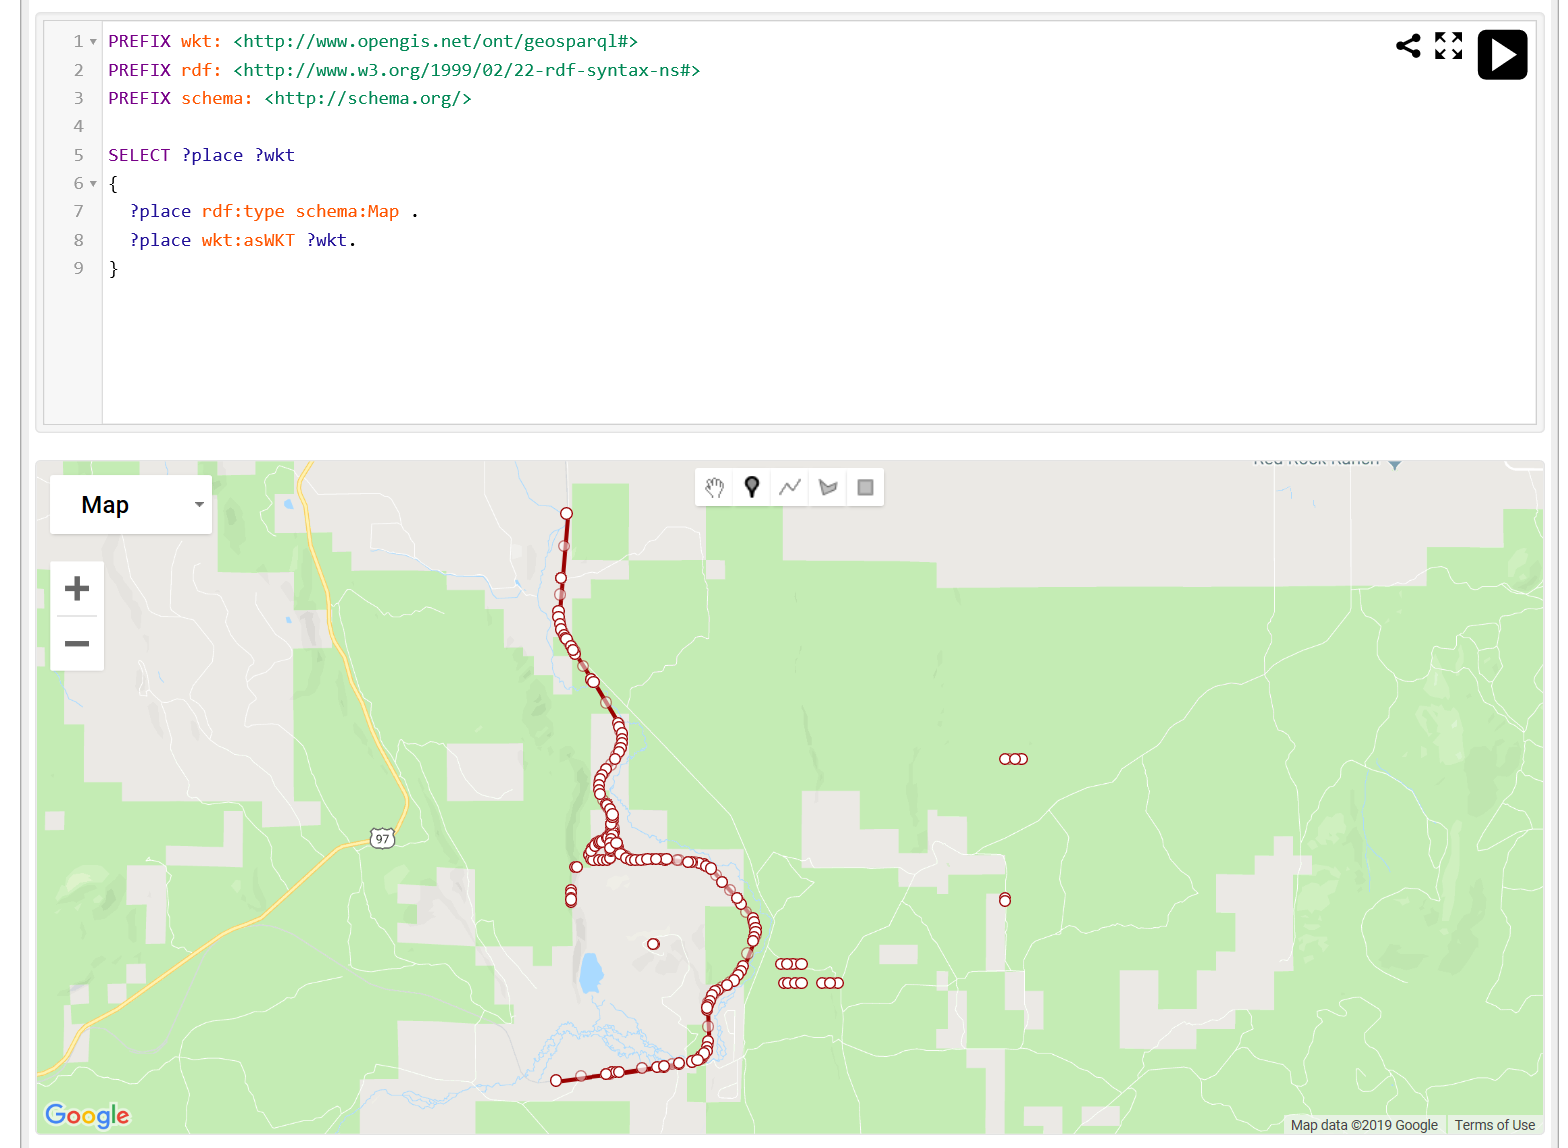 1 PREFIX wkt: <http://www.opengis.net/ont/geosparql#>
2 PREFIX rdf: <http://www.w3.org/1999/02/22-rdf-syntax-ns#>
3 PREFIX schema: <http://schema.org/>
4
5 SELECT ?place ?wkt
6 {
7 ?place rdf:type schema:Map .
8 ?place wkt:asWKT ?wkt.
9 }
Red Rock Ranch
Map
97
Google
Map data ©2019 Google Terms of Use